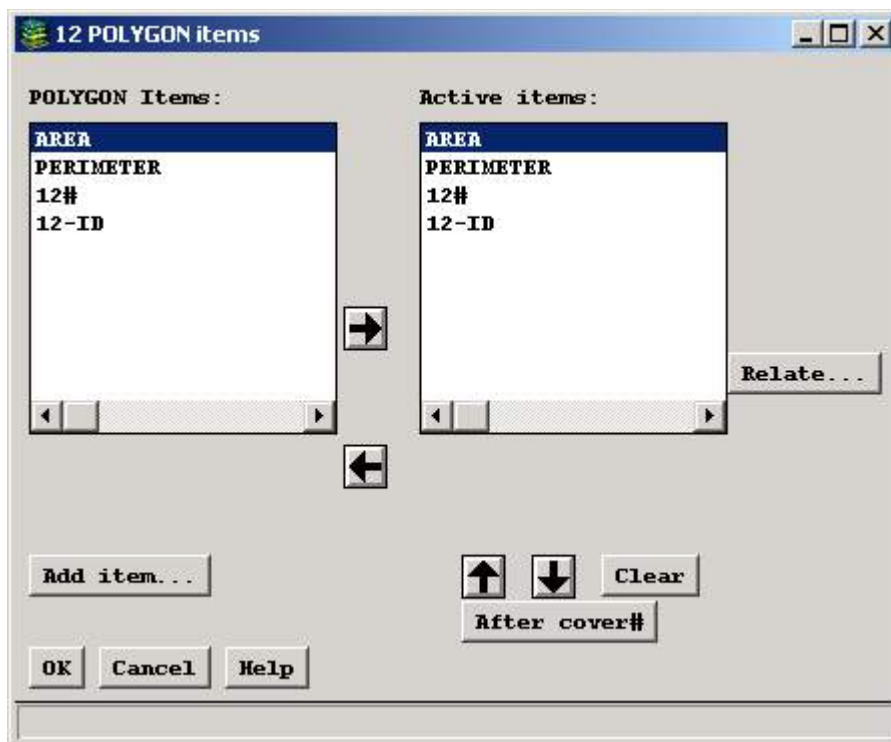 12 POLYGON items
POLYGON Items:
AREA
PERIMETER
12#
12-ID
Active items:
AREA
PERIMETER
12#
12-ID
Relate...
Add item...
Clear
After cover#
OK
Cancel
Help